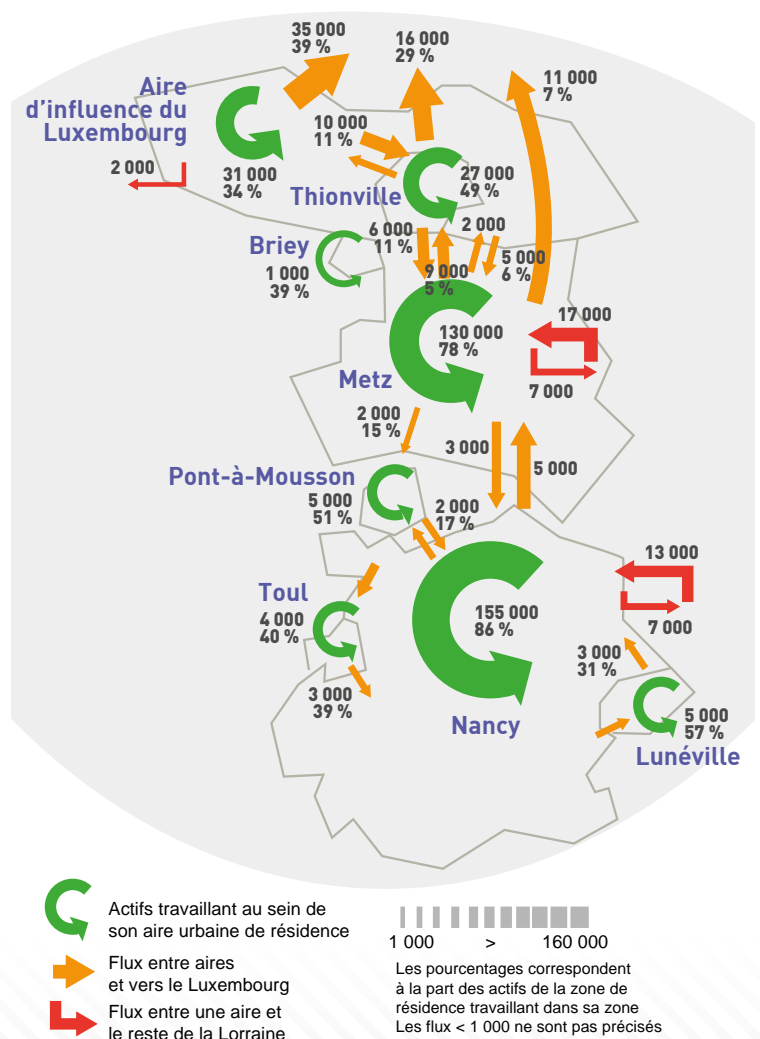 35 000
39 %
16 000
29 %
11 000
7 %
Aire
d'influence du
Luxembourg
10 000
11 %
2 000
31 000
34 %
27 000
49 %
Thionville
6 000
11 %
2 000
Briey
5 000
6 %
1 000
39 %
9 000
5 %
17 000
130 000
78 %
Metz
7 000
2 000
15 %
3 000
5 000
Pont-à-Mousson
5 000
51 %
2 000
17 %
13 000
Toul
4 000
40 %
155 000
86 %
7 000
3 000
31 %
3 000
39 %
Nancy
5 000
57 %
Lunéville
Actifs travaillant au sein de
son aire urbaine de résidence
Flux entre aires
et vers le Luxembourg
Flux entre une aire et
le reste de la Lorraine
1 000 > 160 000
Les pourcentages correspondent
à la part des actifs de la zone de
résidence travaillant dans sa zone
Les flux < 1 000 ne sont pas précisés